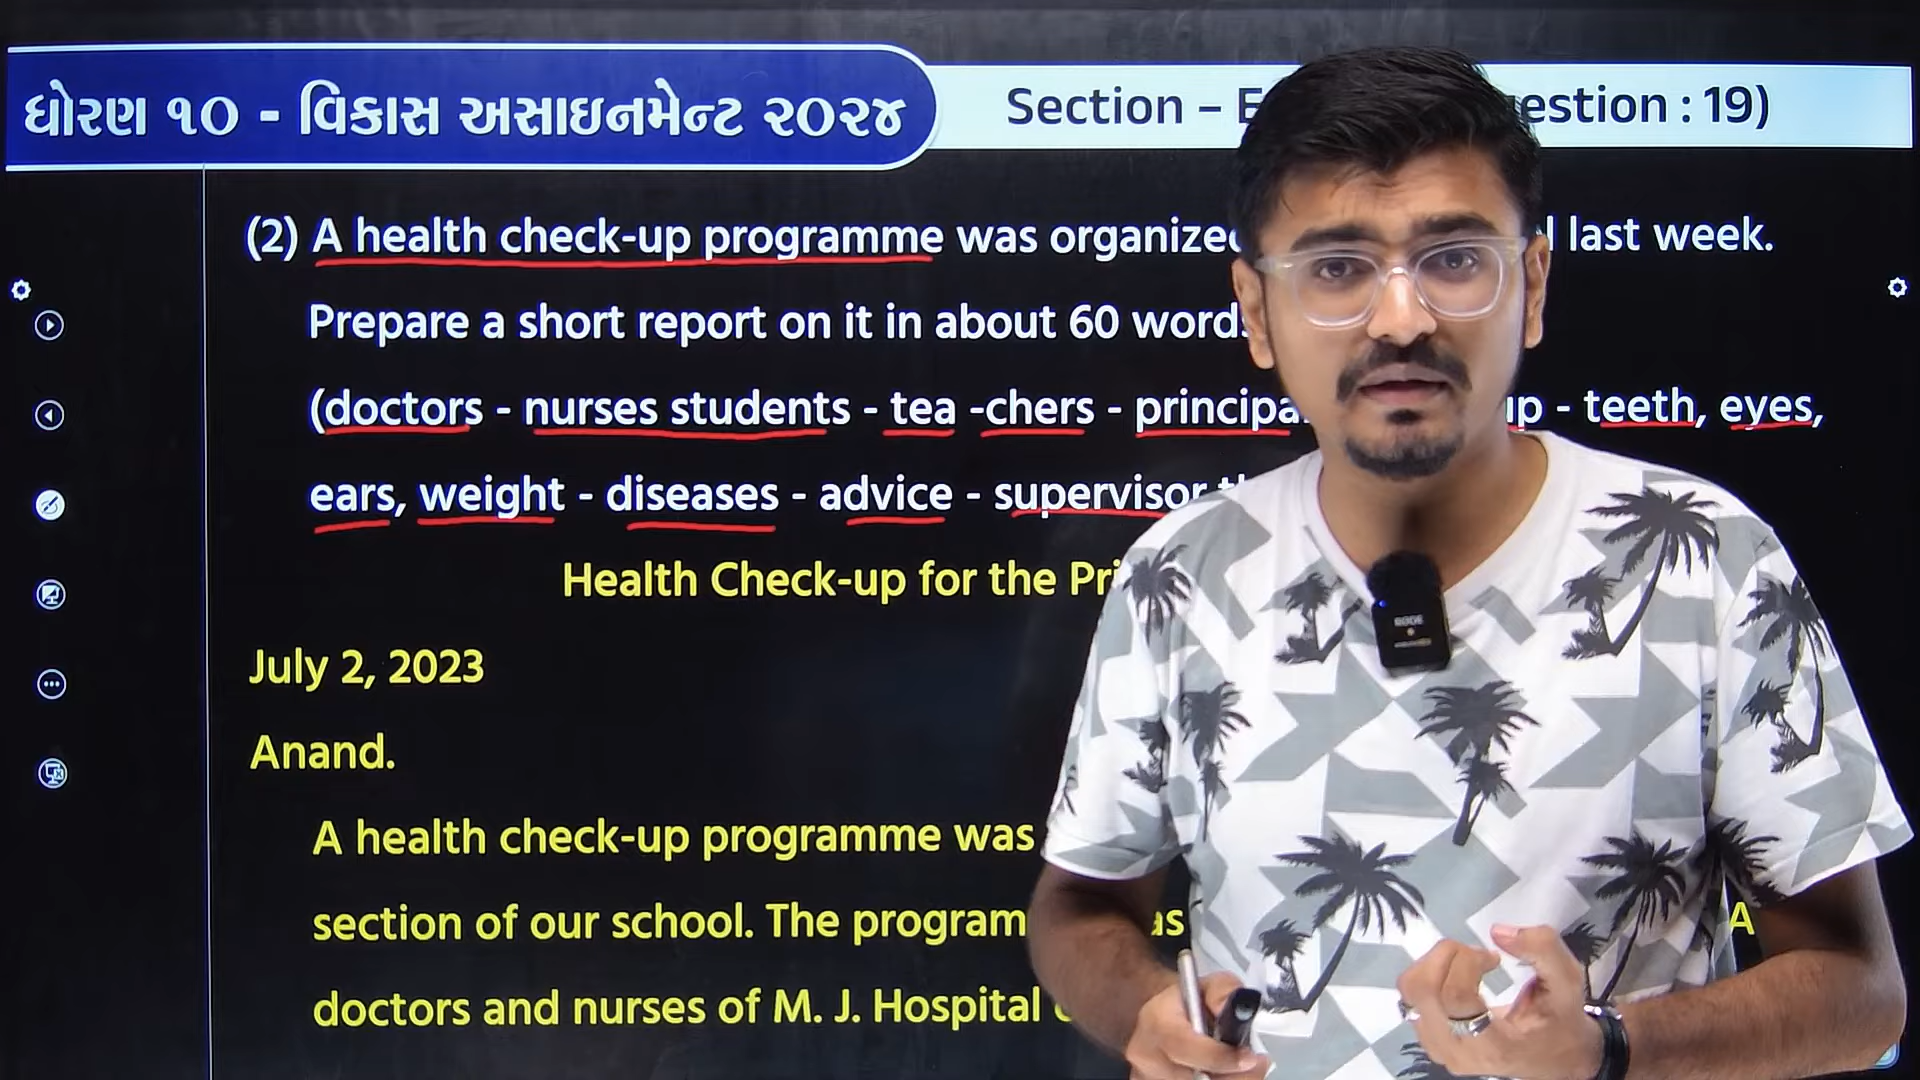 ધોરણ ૧૦ - વિકાસ અસાઇનમેન્ટ ૨૦૨૪
Section – E estion : 19)
(2) A health check-up programme was organize last week.
Prepare a short report on it in about 60 word
(doctors - nurses students - tea -chers - principa up - teeth, eyes,
ears, weight - diseases - advice - supervisor
Health Check-up for the Pri
July 2, 2023
Anand.
A health check-up programme was
section of our school. The program as A
doctors and nurses of M. J. Hospital
RODE